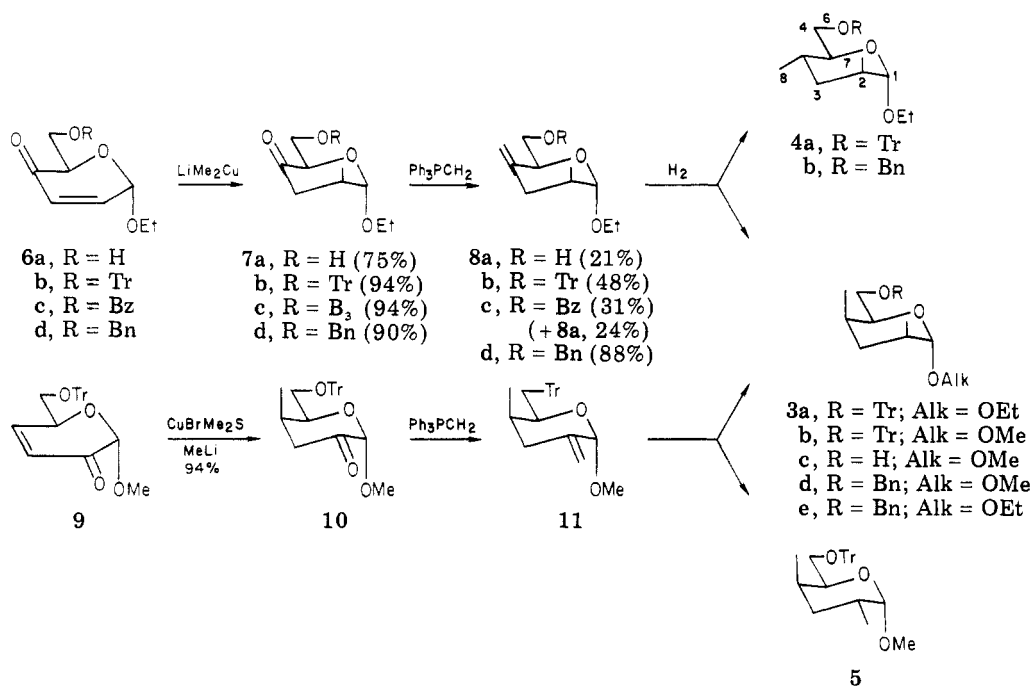 4
6
OR
O
8
7
3
2
1
OEt
4a, R = Tr
b, R = Bn
O
OR
O
OEt
LiMe2Cu
O
OR
O
OEt
Ph3PCH2
OR
O
OEt
H2
6a, R = H
b, R = Tr
c, R = Bz
d, R = Bn
7a, R = H (75%)
b, R = Tr (94%)
c, R = B3 (94%)
d, R = Bn (90%)
8a, R = H (21%)
b, R = Tr (48%)
c, R = Bz (31%)
(+ 8a, 24%)
d, R = Bn (88%)
OR
O
OAlk
3a, R = Tr; Alk = OEt
b, R = Tr; Alk = OMe
c, R = H; Alk = OMe
d, R = Bn; Alk = OMe
e, R = Bn; Alk = OEt
OTr
O
O
OMe
9
CuBrMe2S
MeLi
94%
OTr
O
O
OMe
10
Ph3PCH2
Tr
O
OMe
11
OTr
O
OMe
5